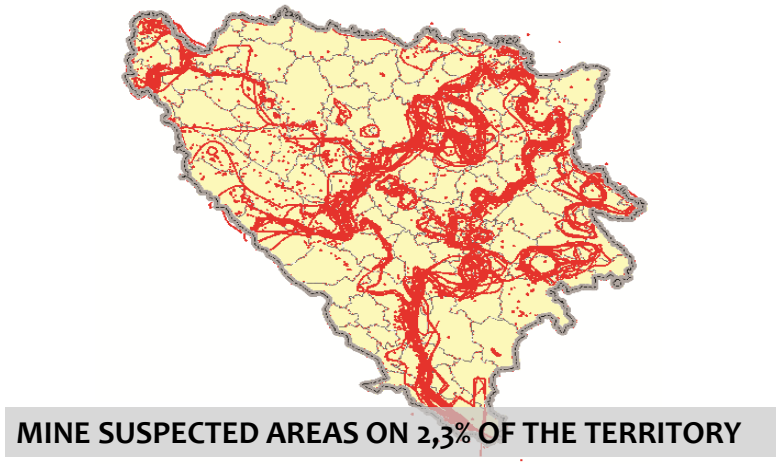 MINE SUSPECTED AREAS ON 2,3% OF THE TERRITORY